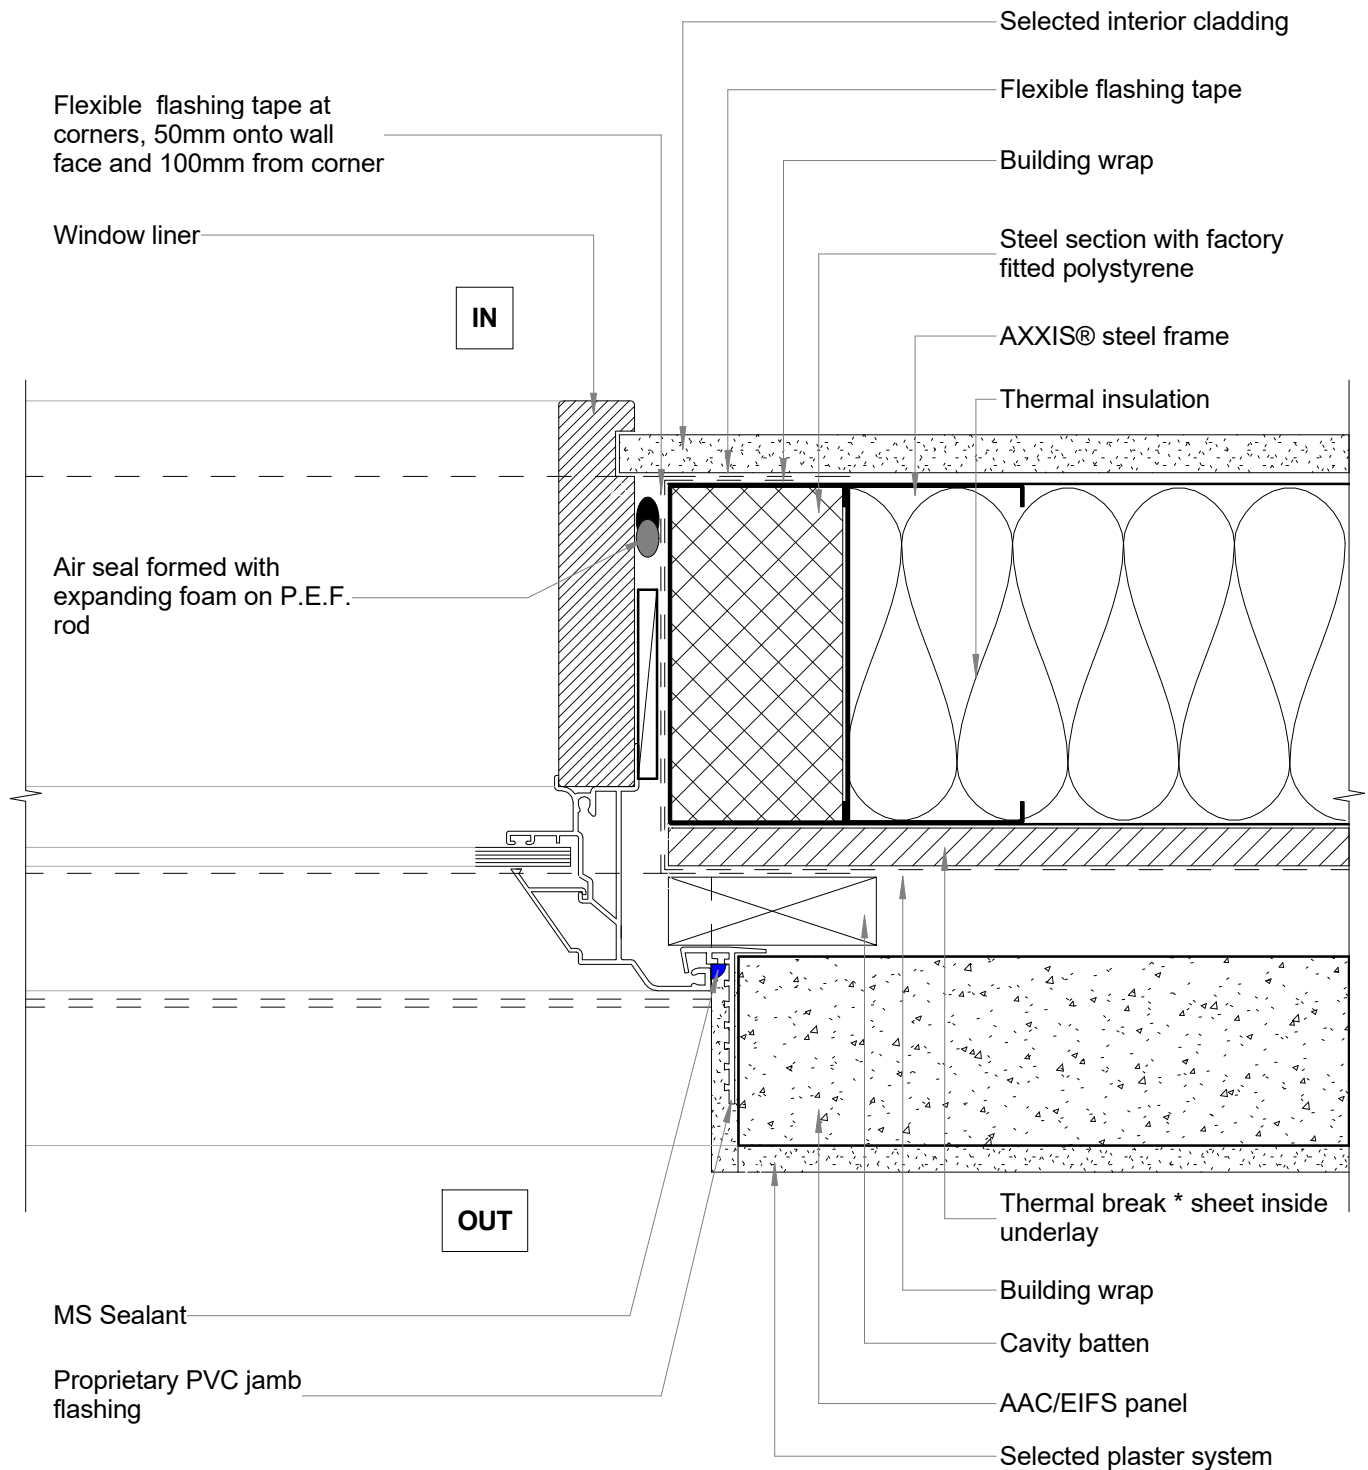 Selected interior cladding
Flexible flashing tape
Building wrap
Steel section with factory
fitted polystyrene
AXXIS® steel frame
Thermal insulation
Flexible  flashing tape at
corners, 50mm onto wall
face and 100mm from corner
Window liner
IN
Air seal formed with
expanding foam on P.E.F.
rod
OUT
MS Sealant
Proprietary PVC jamb
flashing
Thermal break * sheet inside
underlay
Building wrap
Cavity batten
AAC/EIFS panel
Selected plaster system